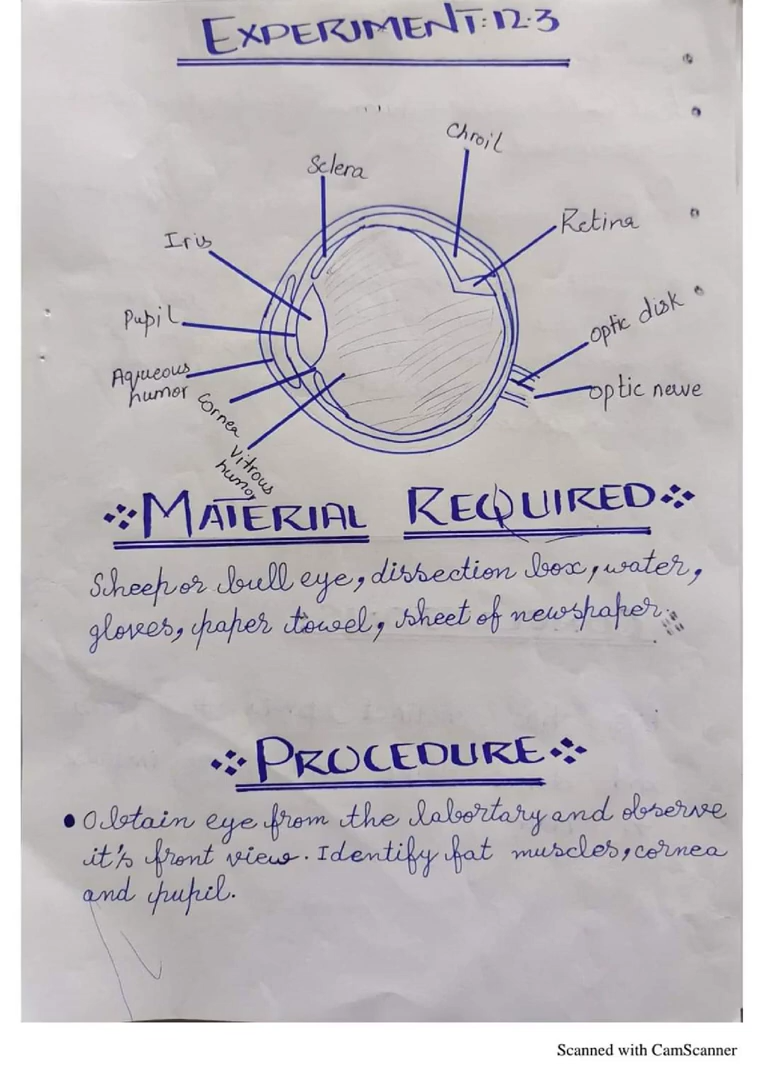 EXPERIMENT: 12.3
Chroil
Sclera
Retina
Iris
Pupil
optic disk
Aqueous
humor
cornea
optic nerve
Vitrous
humor
MATERIAL REQUIRED
Sheep or bull eye, dissection box, water,
gloves, paper towel, sheet of newspaper.
PROCEDURE
• Obtain eye from the labortary and observe
it's front view. Identify fat muscles, cornea
and pupil.
Scanned with CamScanner